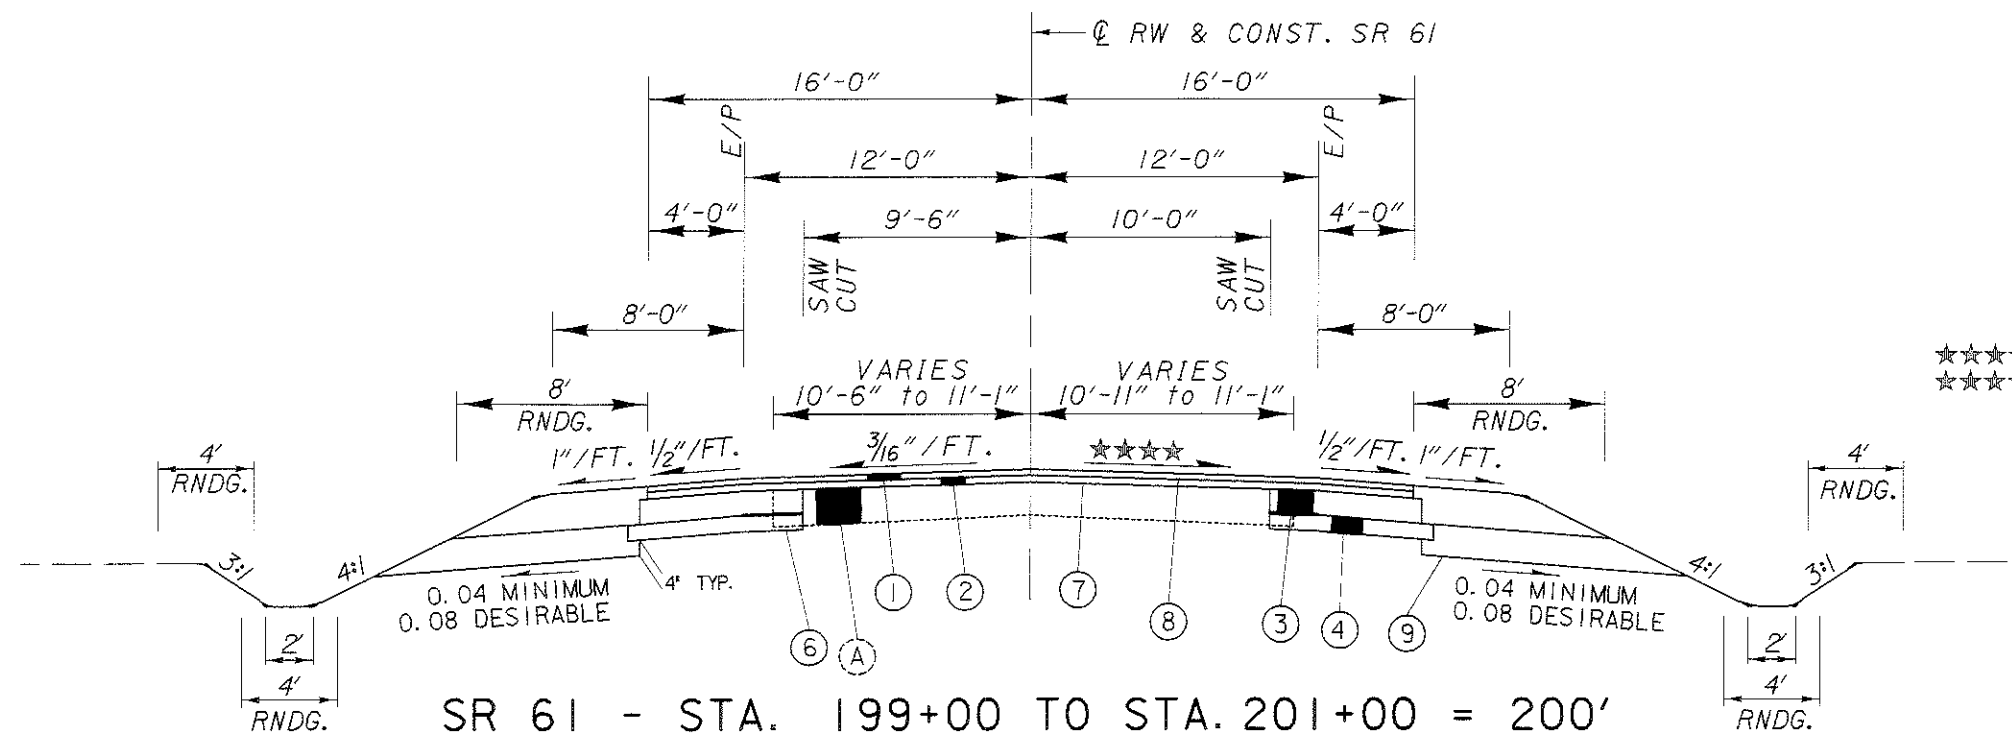 ℄ RW & CONST. SR 61
16'-0" 16'-0"
E/P E/P
12'-0" 12'-0"
4'-0" 9'-6" 10'-0" 4'-0"
SAW CUT SAW CUT
8'-0" 8'-0"
VARIES VARIES
8' 10'-6" to 11'-1" 10'-11" to 11'-1" 8'
RNDG. RNDG.
4' 1"/FT. 1/2"/FT. 3/16"/FT. 1/2"/FT. 1"/FT. 4'
RNDG. RNDG.
3:1 4:1 4:1 3:1
4" TYP.
0.04 MINIMUM 0.04 MINIMUM
0.08 DESIRABLE 0.08 DESIRABLE
1 2 7 8 3 4 9
6 A
2' 2'
4' 4'
RNDG. RNDG.
SR 61 - STA. 199+00 TO STA. 201+00 = 200'